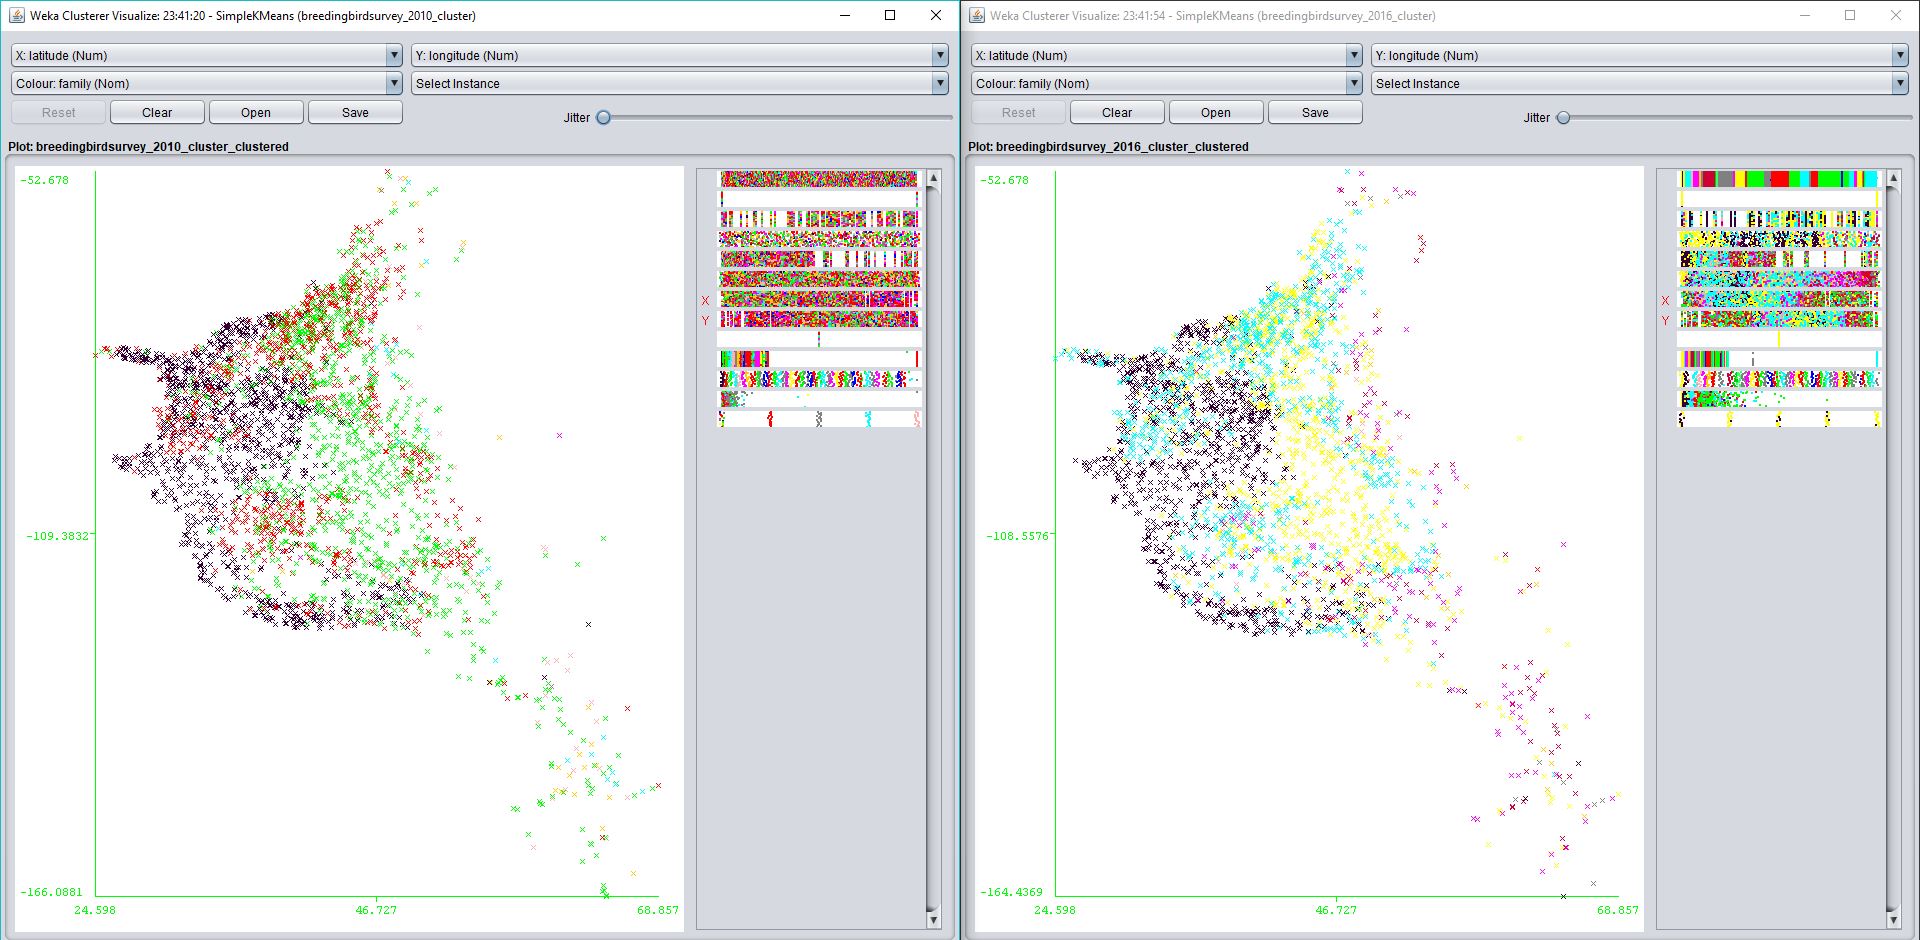 Weka Clusterer Visualize: 23:41:20 - SimpleKMeans (breedingbirdsurvey_2010_cluster)
X: latitude (Num) Y: longitude (Num)
Colour: family (Nom) Select Instance
Reset Clear Open Save Jitter
Plot: breedingbirdsurvey_2010_cluster_clustered
-52.678
X
Y
-109.3832
-166.0881
24.598 46.727 68.857
Weka Clusterer Visualize: 23:41:54 - SimpleKMeans (breedingbirdsurvey_2016_cluster)
X: latitude (Num) Y: longitude (Num)
Colour: family (Nom) Select Instance
Reset Clear Open Save Jitter
Plot: breedingbirdsurvey_2016_cluster_clustered
-52.678
X
Y
-108.5576
-164.4369
24.598 46.727 68.857